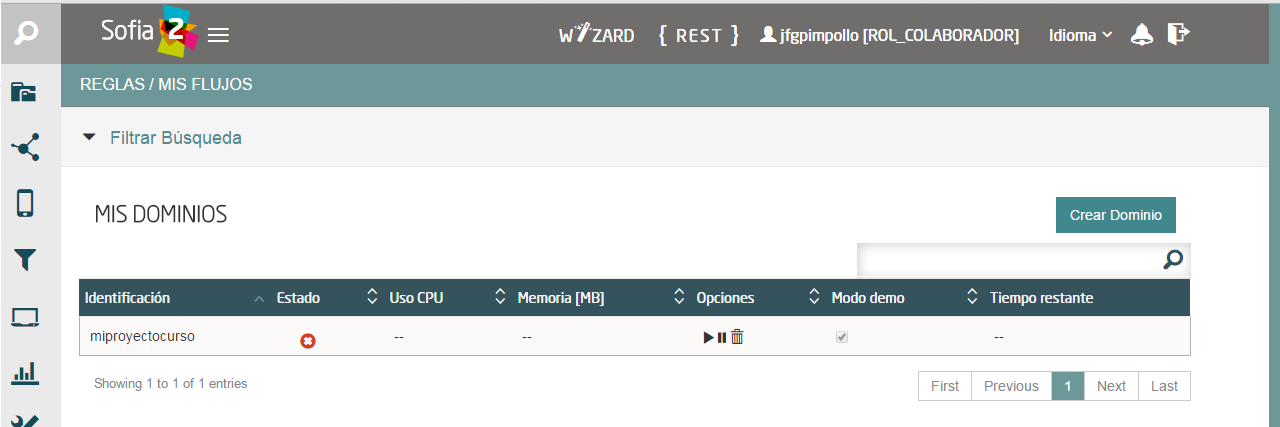 Sofia 2 WIZARD { REST } jfgpimpollo [ROL_COLABORADOR] Idioma
REGLAS / MIS FLUJOS
Filtrar Búsqueda
MIS DOMINIOS
Crear Dominio
Identificación Estado Uso CPU Memoria [MB] Opciones Modo demo Tiempo restante
miproyectocurso -- -- --
Showing 1 to 1 of 1 entries
First Previous 1 Next Last